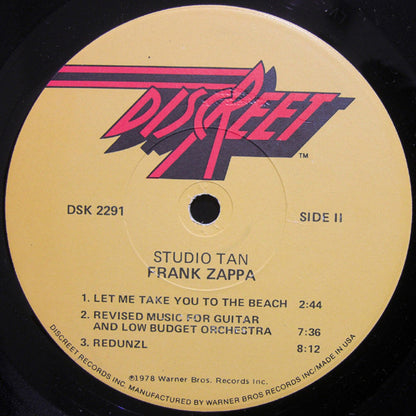 DISCREET
TM
DSK 2291
SIDE II
STUDIO TAN
FRANK ZAPPA
1. LET ME TAKE YOU TO THE BEACH 2:44
2. REVISED MUSIC FOR GUITAR
AND LOW BUDGET ORCHESTRA 7:36
3. REDUNZL 8:12
℗1978 Warner Bros. Records Inc.
DISCREET RECORDS INC. MANUFACTURED BY WARNER BROS. RECORDS INC/MADE IN USA